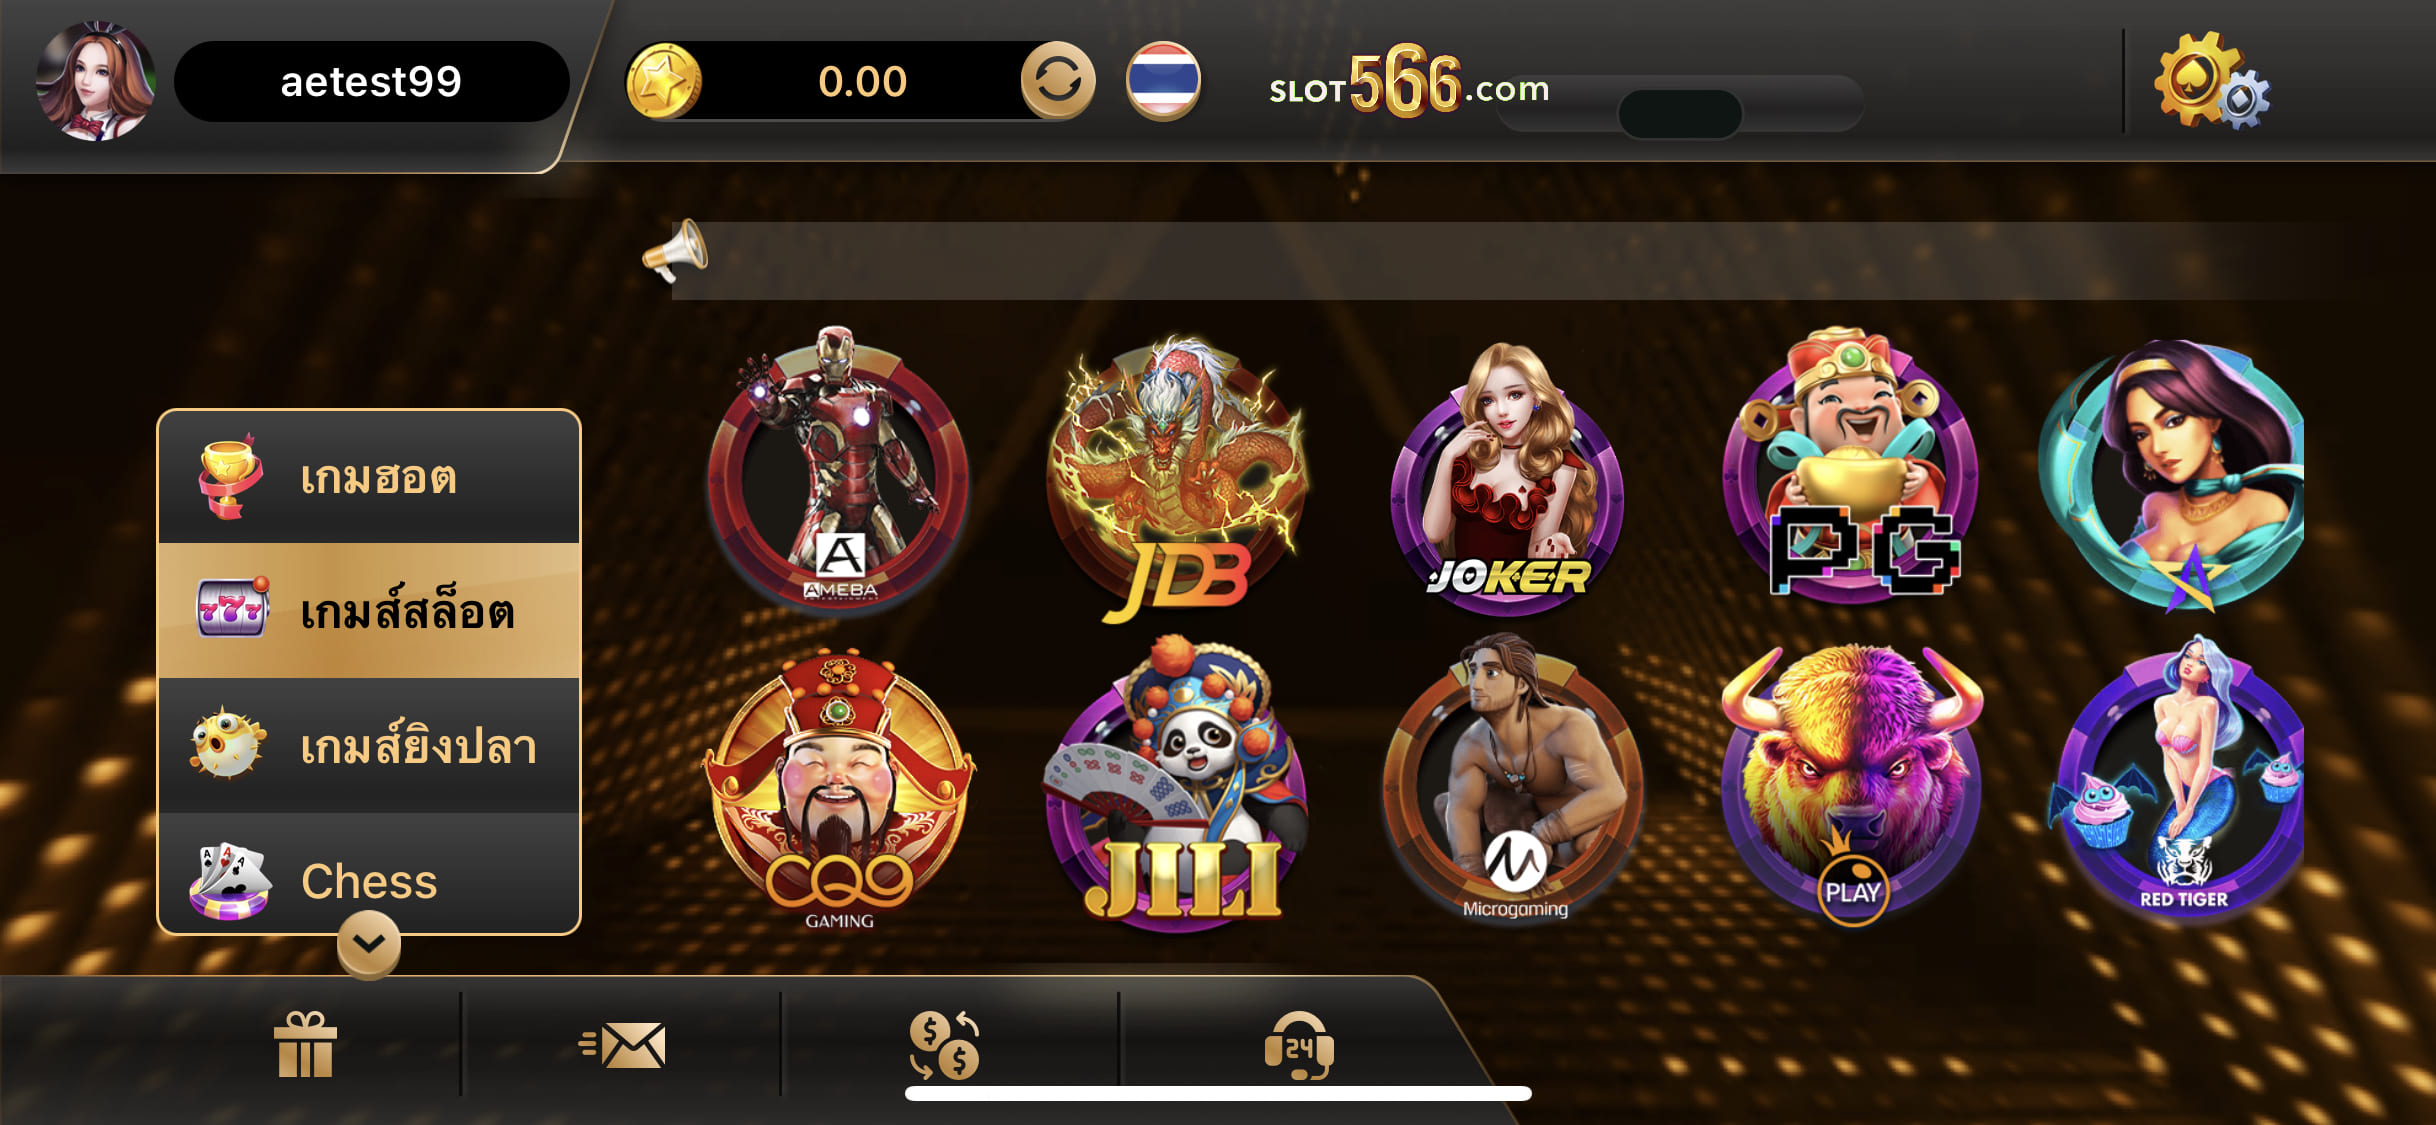 aetest99
0.00
SLOT566.com
เกมฮอต
เกมส์สล็อต
เกมส์ยิงปลา
Chess
777
A A A
A
AMEBA
JDB
JOKER
PG
CQ9
GAMING
JILI
Microgaming
PLAY
RED TIGER
$ $
24